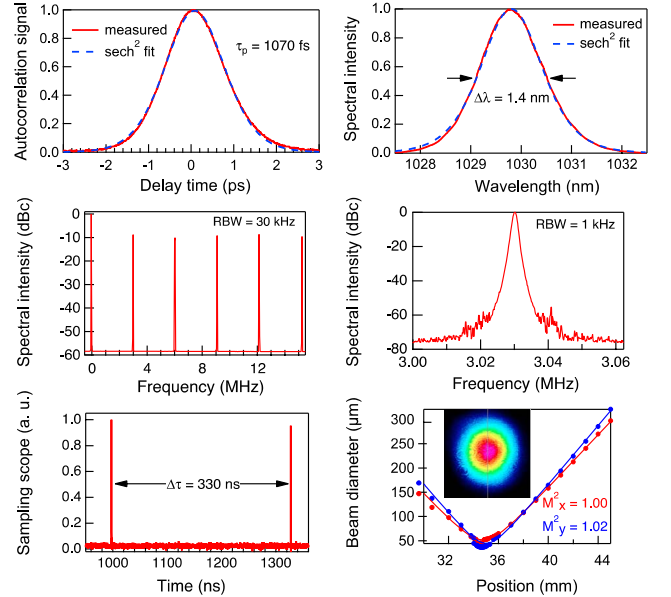 Autocorrelation signal
1.0
0.8
0.6
0.4
0.2
0.0
measured
sech² fit
τp = 1070 fs
-3 -2 -1 0 1 2 3
Delay time (ps)
Spectral intensity
1.0
0.8
0.6
0.4
0.2
0.0
measured
sech² fit
Δλ = 1.4 nm
1028 1029 1030 1031 1032
Wavelength (nm)
Spectral intensity (dBc)
0
-10
-20
-30
-40
-50
-60
RBW = 30 kHz
0 4 8 12
Frequency (MHz)
Spectral intensity (dBc)
0
-20
-40
-60
-80
RBW = 1 kHz
3.00 3.02 3.04 3.06
Frequency (MHz)
Sampling scope (a. u.)
1.0
0.8
0.6
0.4
0.2
0.0
Δτ = 330 ns
1000 1100 1200 1300
Time (ns)
Beam diameter (µm)
300
250
200
150
100
50
M²x = 1.00
M²y = 1.02
32 36 40 44
Position (mm)